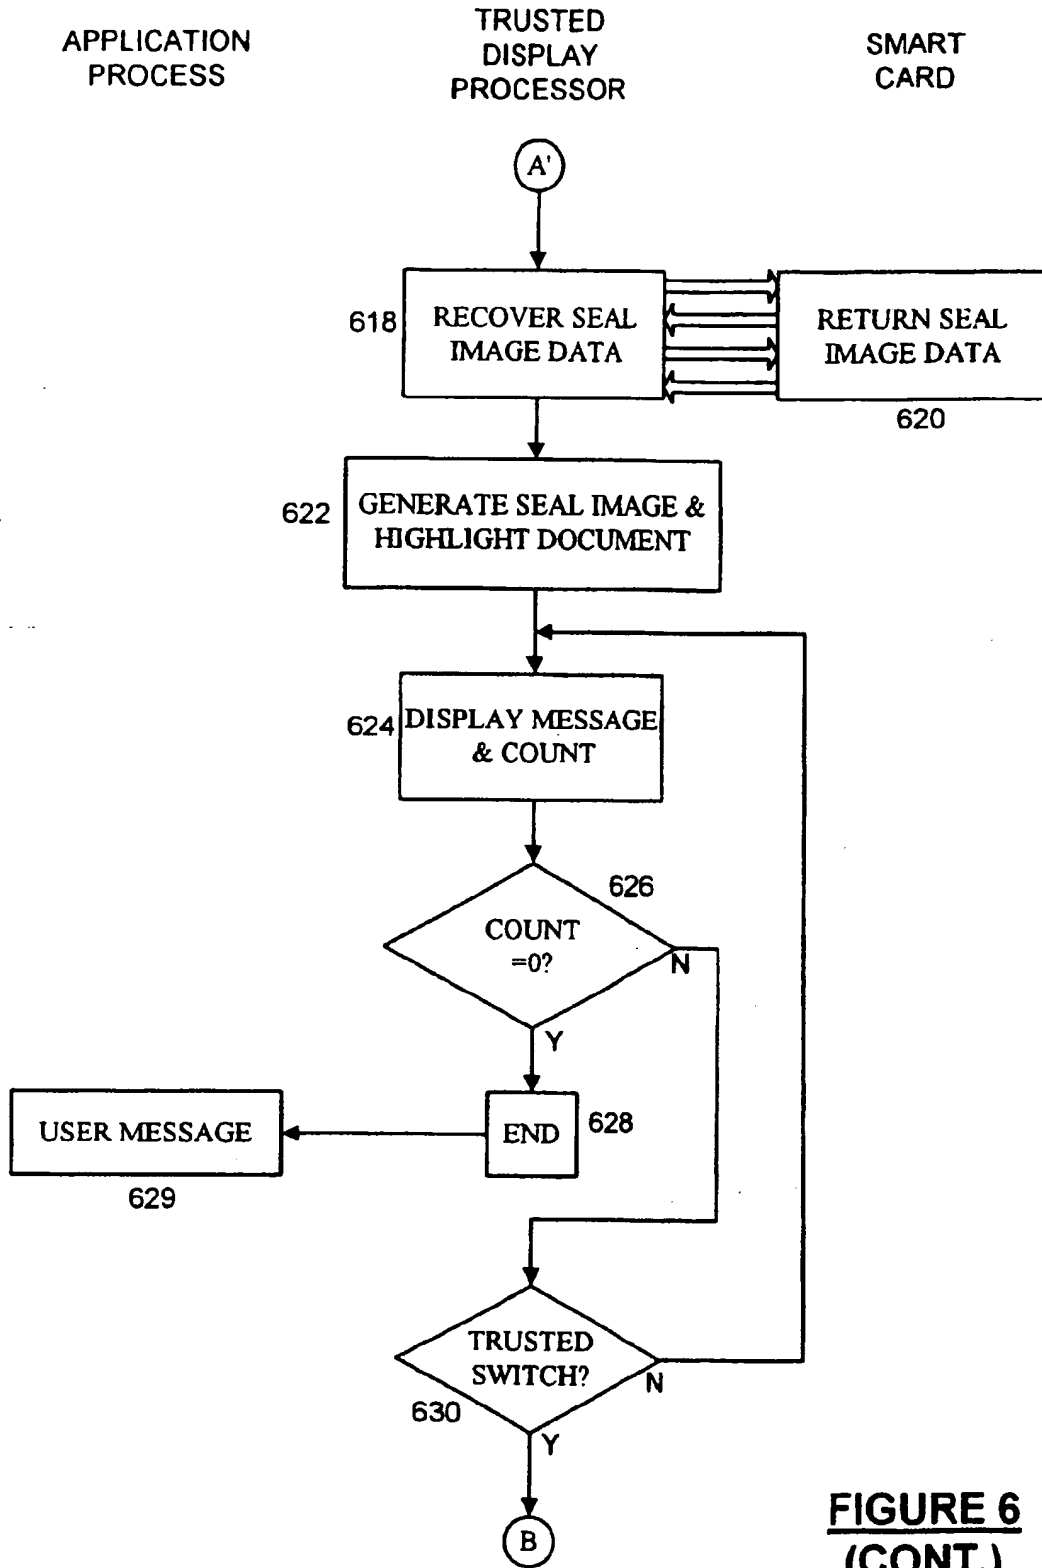 APPLICATION
PROCESS
TRUSTED
DISPLAY
PROCESSOR
SMART
CARD
A'
618
RECOVER SEAL
IMAGE DATA
RETURN SEAL
IMAGE DATA
620
622
GENERATE SEAL IMAGE &
HIGHLIGHT DOCUMENT
624
DISPLAY MESSAGE
& COUNT
626
COUNT
=0?
N
Y
USER MESSAGE
END
628
629
TRUSTED
SWITCH?
N
630
Y
B
FIGURE 6
(CONT.)